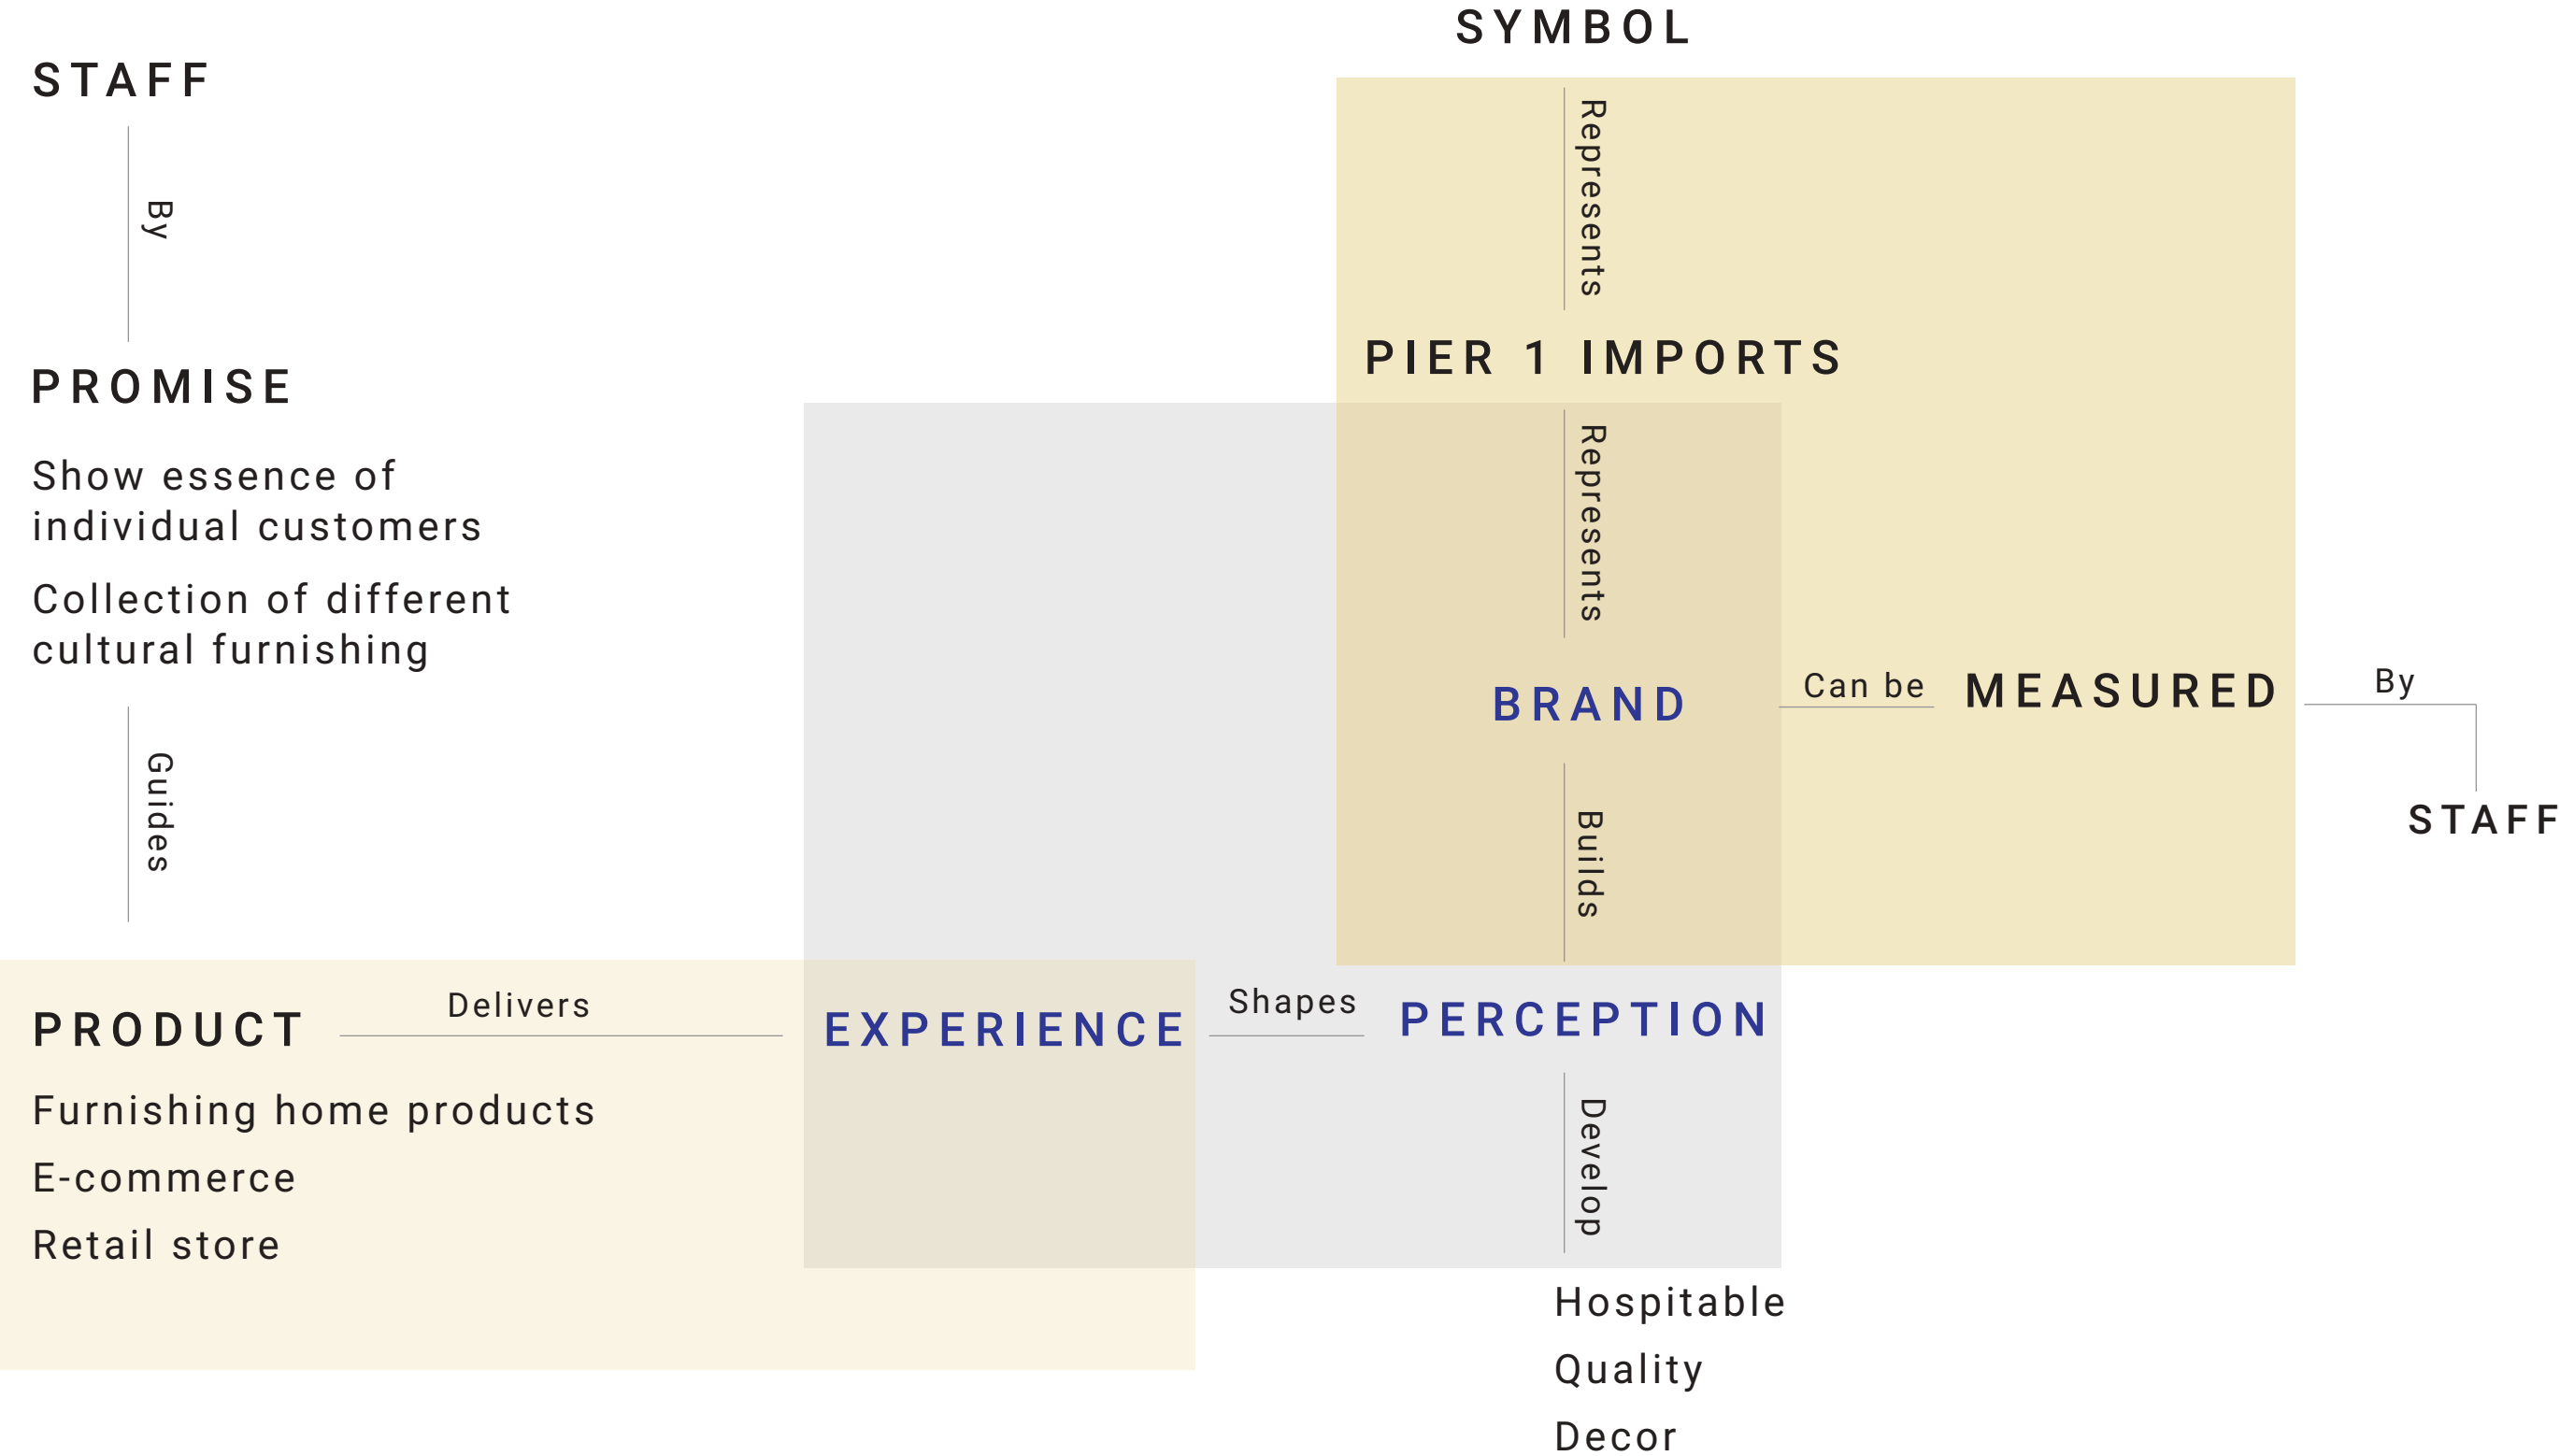 SYMBOL
STAFF
Represents
By
PIER 1 IMPORTS
PROMISE
Show essence of
individual customers
Collection of different
cultural furnishing
Represents
BRAND
Can be
MEASURED
By
STAFF
Guides
Builds
PRODUCT
Delivers
EXPERIENCE
Shapes
PERCEPTION
Furnishing home products
E-commerce
Retail store
Develop
Hospitable
Quality
Decor